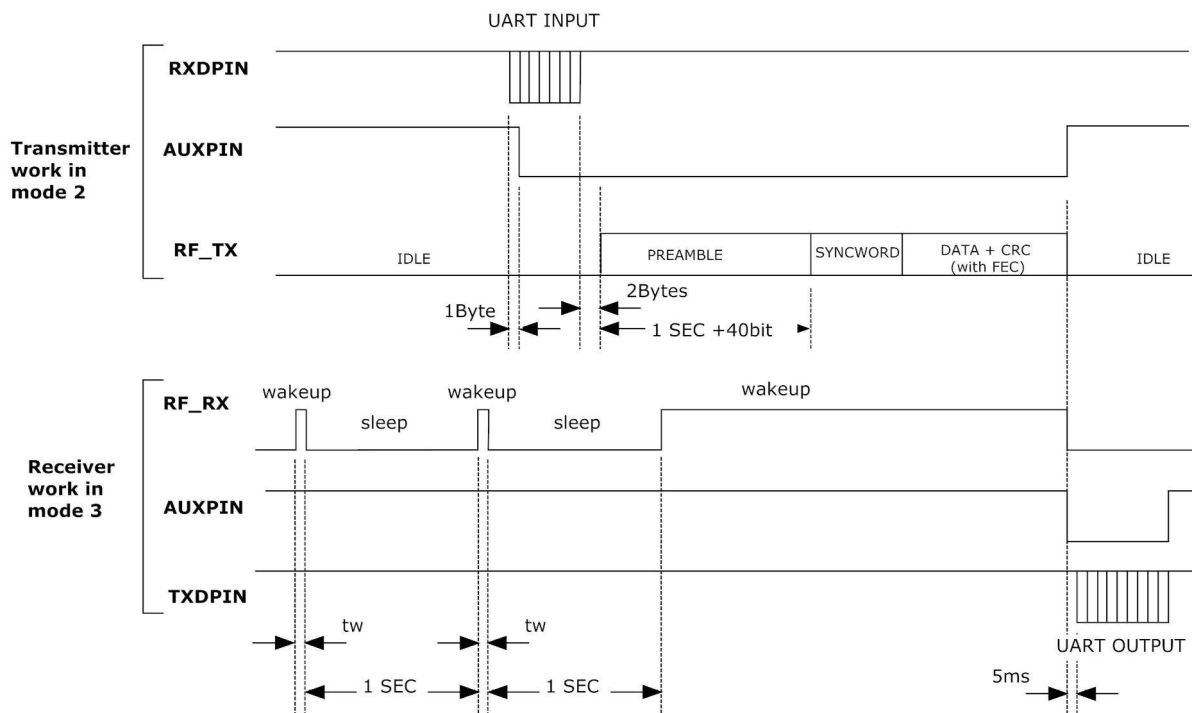 UART INPUT
RXDPIN
Transmitter
work in
mode 2
AUXPIN
RF_TX
IDLE
PREAMBLE
SYNCWORD
DATA + CRC
(with FEC)
IDLE
1Byte
2Bytes
1 SEC +40bit
Receiver
work in
mode 3
RF_RX
wakeup
sleep
wakeup
sleep
wakeup
AUXPIN
TXDPIN
tw
tw
UART OUTPUT
1 SEC
1 SEC
5ms